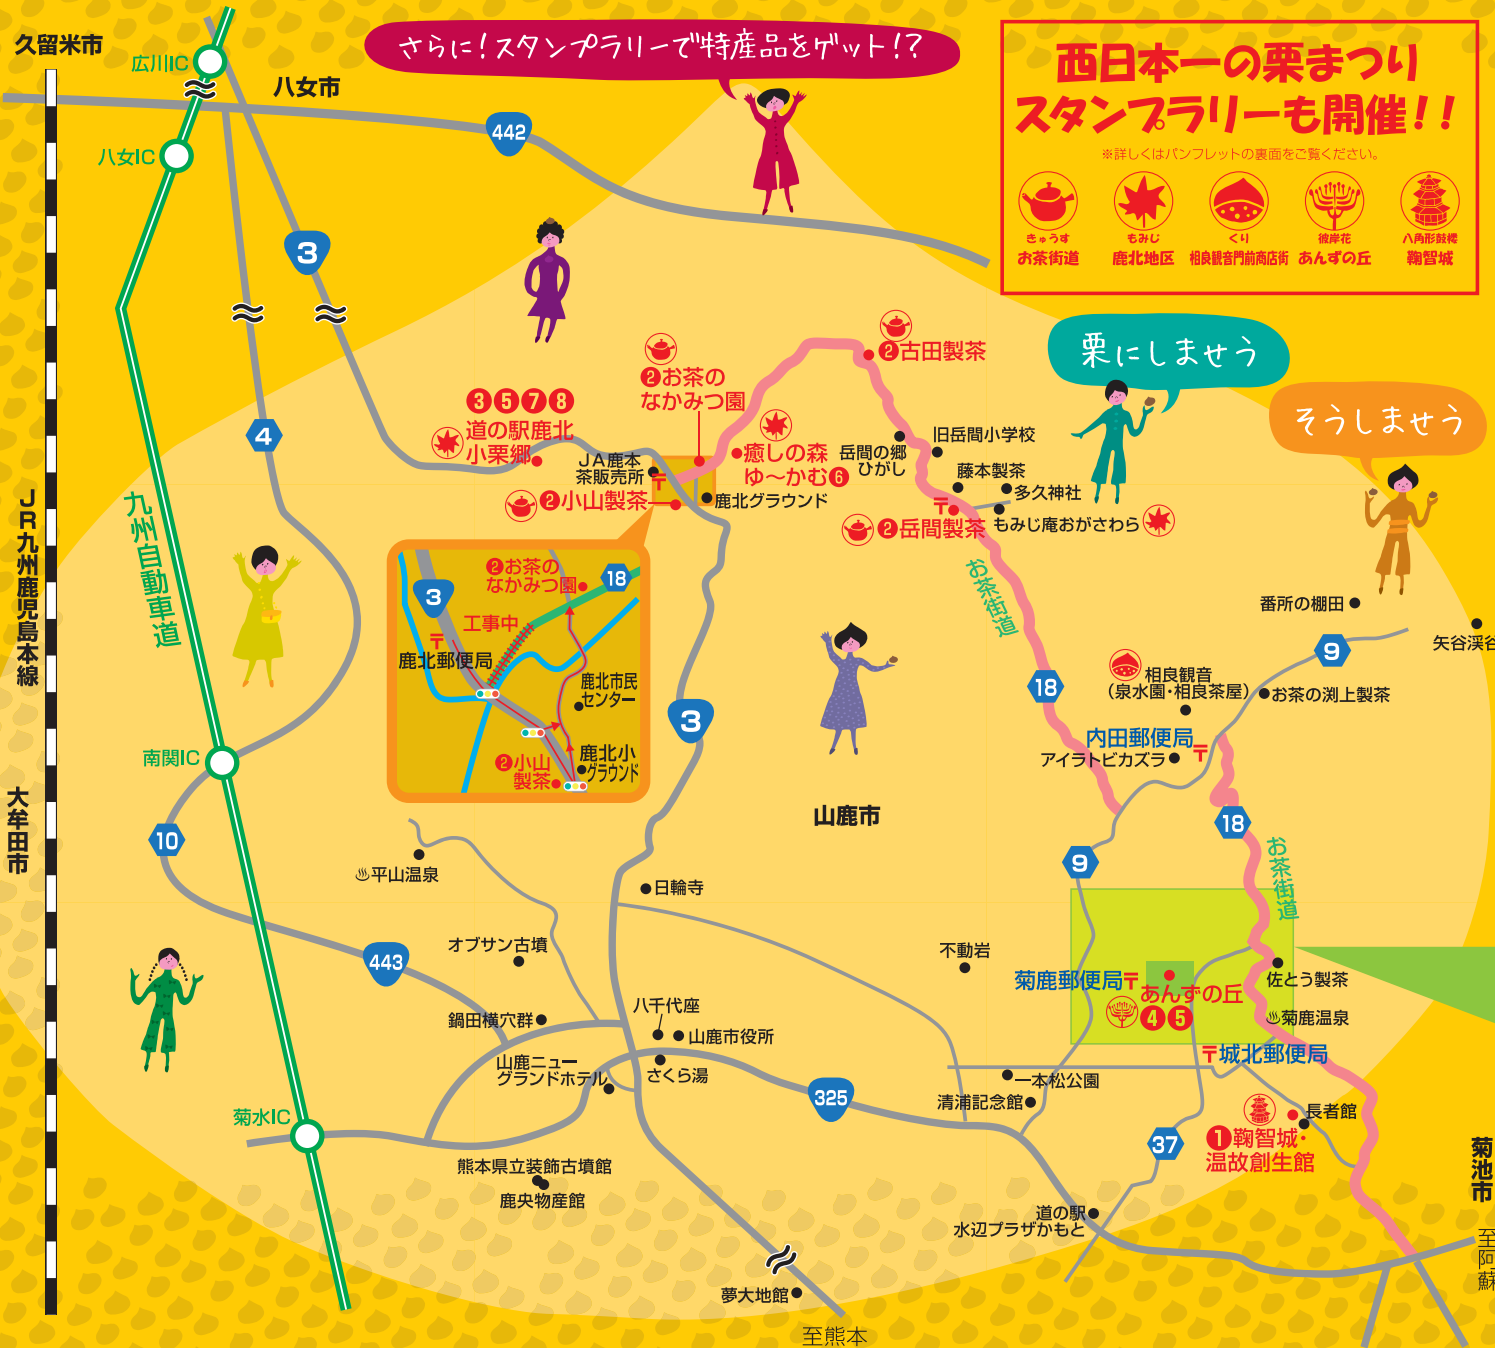 さらに!スタンプラリーで特産品をゲット!?
西日本一の栗まつり
スタンプラリーも開催!!
※詳しくはパンフレットの裏面をご覧ください。
きゅうす
お茶街道
もみじ
鹿北地区
くり
相良観音門前商店街
彼岸花
あんずの丘
八角形鼓楼
鞠智城
久留米市
広川IC
八女市
八女IC
442
3
4
九州自動車道
JR九州鹿児島本線
大牟田市
栗にしませう
そうしませう
❷古田製茶
❷お茶の
なかみつ園
❸❺❼❽
道の駅鹿北
小栗郷
JA鹿本
茶販売所
〒
❷小山製茶
癒しの森
ゆ〜かむ❻
鹿北グラウンド
岳間の郷
ひがし
旧岳間小学校
藤本製茶
多久神社
〒
❷岳間製茶
もみじ庵おがさわら
お茶街道
❷お茶の
なかみつ園
18
3
工事中
〒
鹿北郵便局
鹿北市民
センター
❷小山
製茶
鹿北小
グラウンド
3
18
番所の棚田
9
矢谷渓谷
相良観音
(泉水園・相良茶屋)
お茶の渕上製茶
内田郵便局
〒
アイラトビカズラ
18
お茶街道
9
山鹿市
南関IC
10
♨平山温泉
日輪寺
オブサン古墳
443
不動岩
菊鹿郵便局〒
あんずの丘
❹❺
佐とう製茶
♨菊鹿温泉
〒城北郵便局
鍋田横穴群
八千代座
山鹿市役所
山鹿ニュー
グランドホテル
さくら湯
325
一本松公園
清浦記念館
長者館
❶鞠智城・
温故創生館
37
菊水IC
熊本県立装飾古墳館
鹿央物産館
道の駅
水辺プラザかもと
菊池市
至阿蘇
夢大地館
至熊本